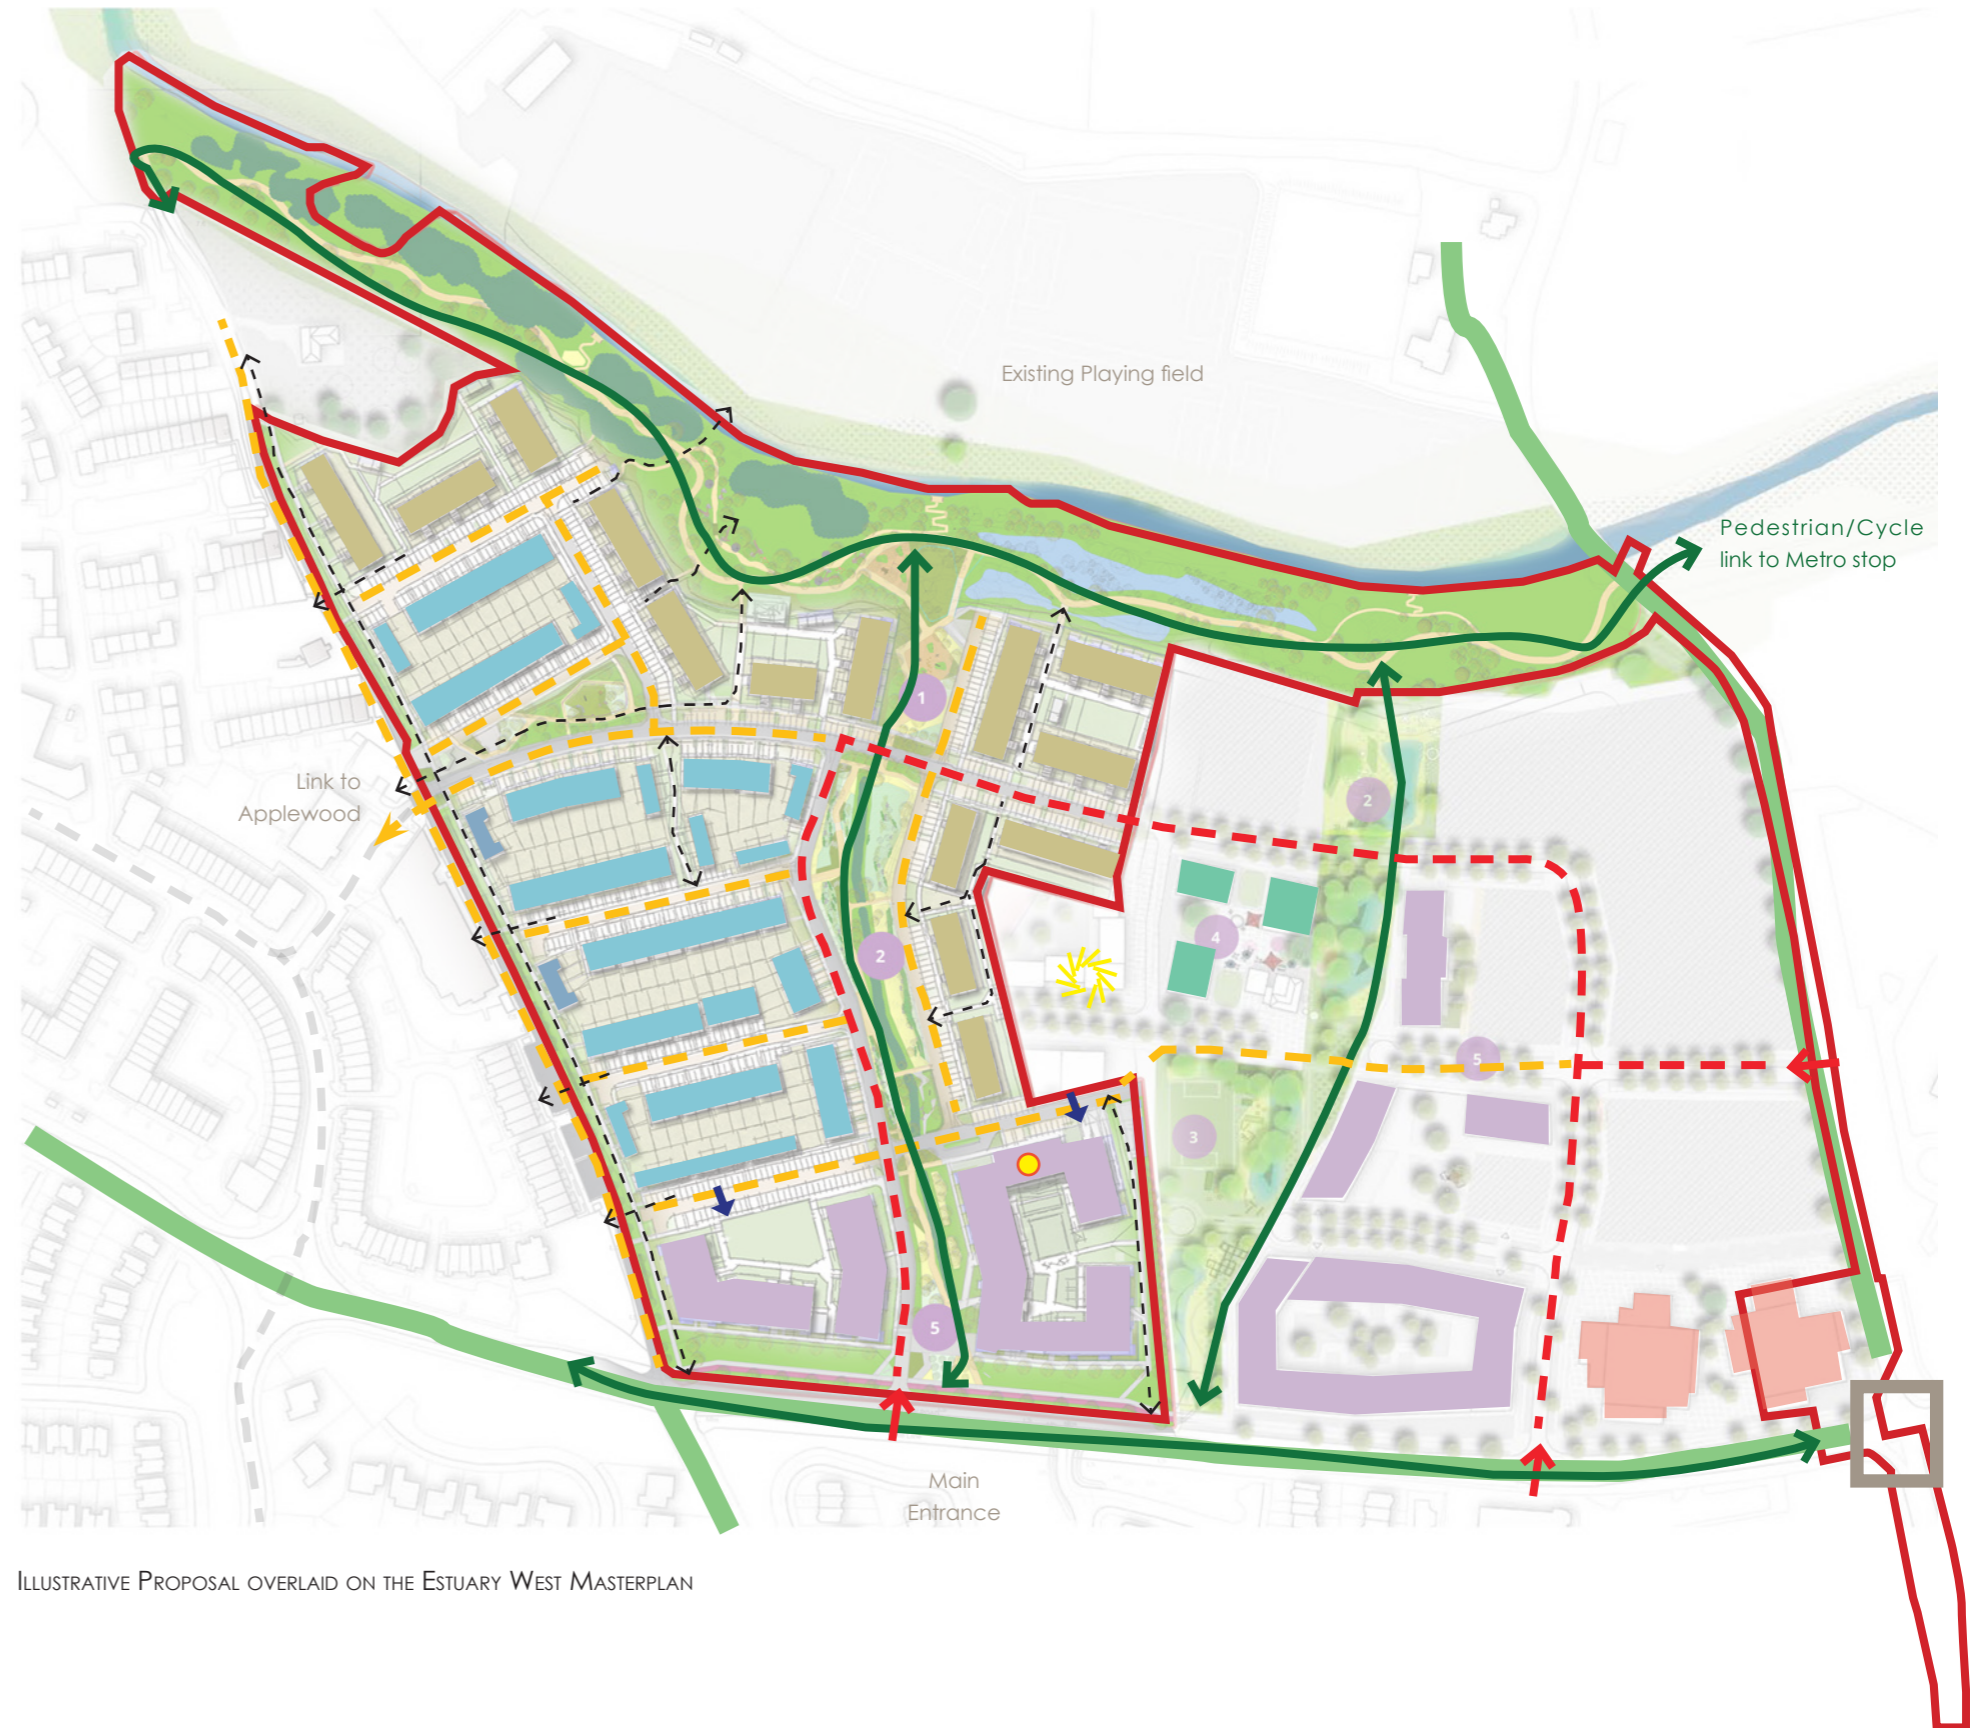 Existing Playing field
Pedestrian/Cycle
link to Metro stop
1
Link to
Applewood
2
2
4
5
3
5
Main
Entrance
Illustrative Proposal overlaid on the Estuary West Masterplan